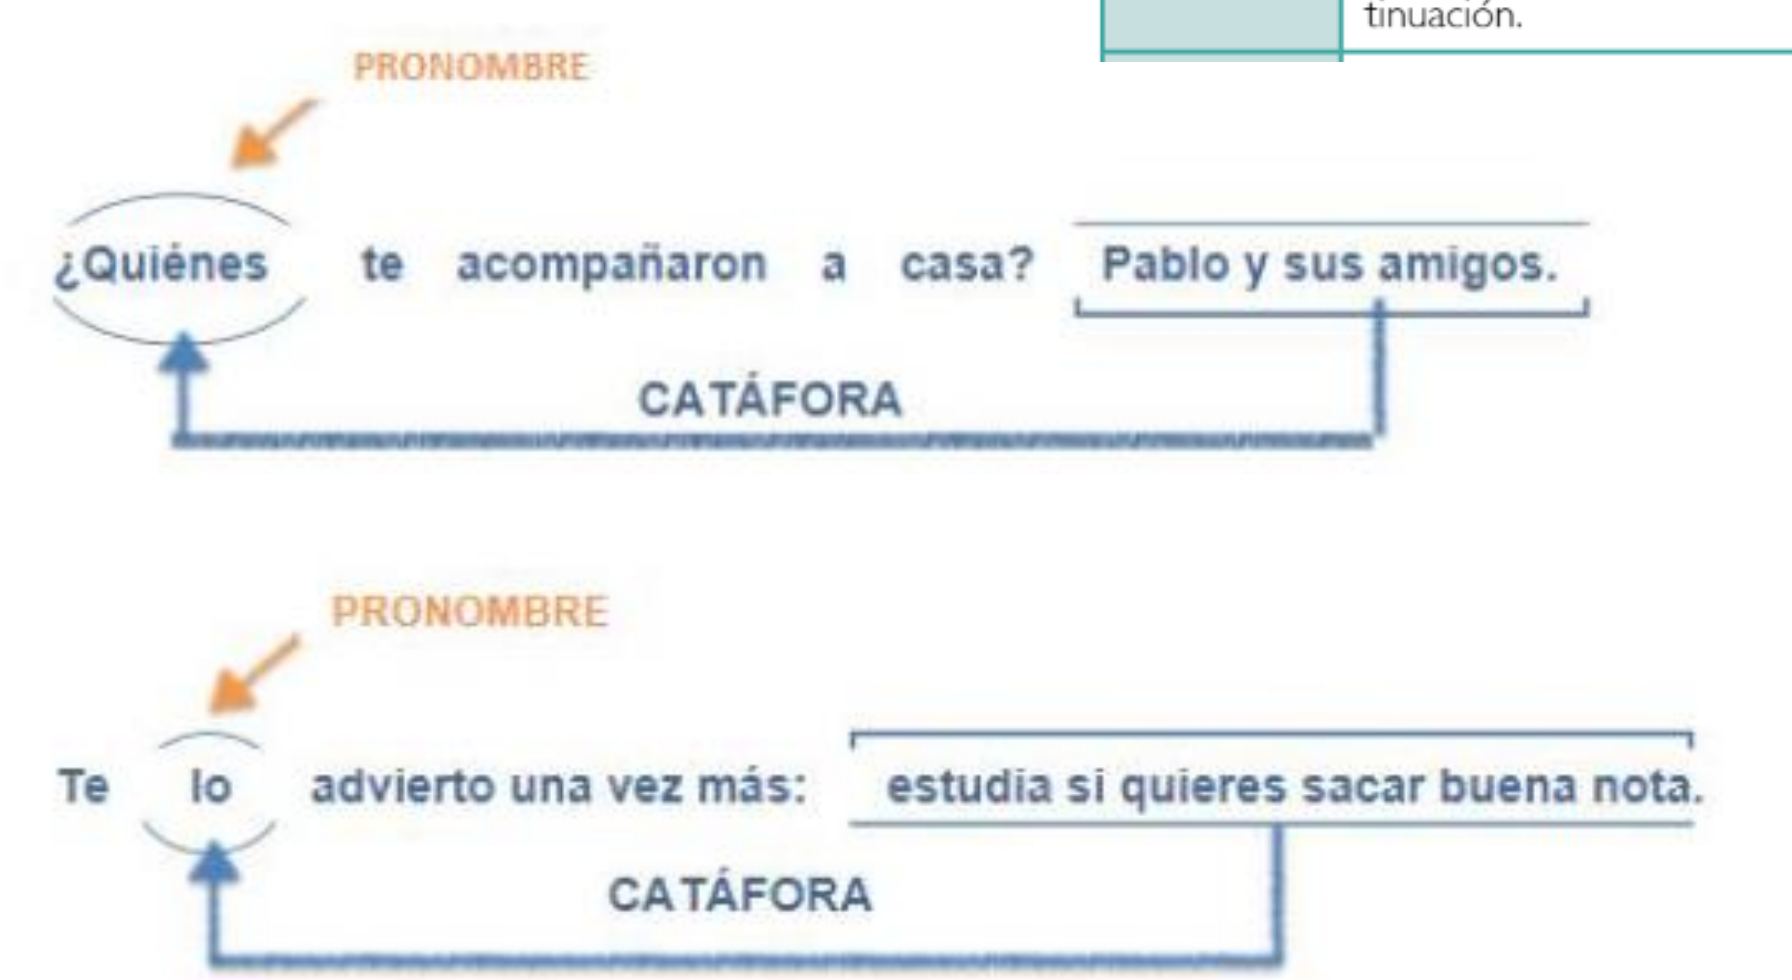 tinuación.
PRONOMBRE
¿Quiénes te acompañaron a casa? Pablo y sus amigos.
CATÁFORA
PRONOMBRE
Te lo advierto una vez más: estudia si quieres sacar buena nota.
CATÁFORA